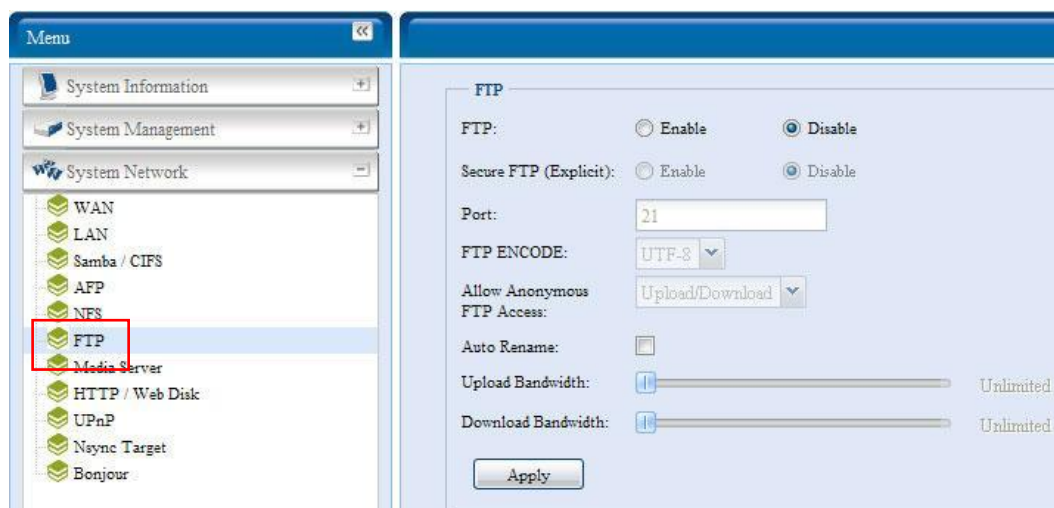 Menu
System Information
System Management
System Network
WAN
LAN
Samba / CIFS
AFP
NFS
FTP
Media Server
HTTP / Web Disk
UPnP
Nsync Target
Bonjour
FTP
FTP: Enable Disable
Secure FTP (Explicit): Enable Disable
Port: 21
FTP ENCODE: UTF-8
Allow Anonymous FTP Access: Upload/Download
Auto Rename:
Upload Bandwidth: Unlimited
Download Bandwidth: Unlimited
Apply